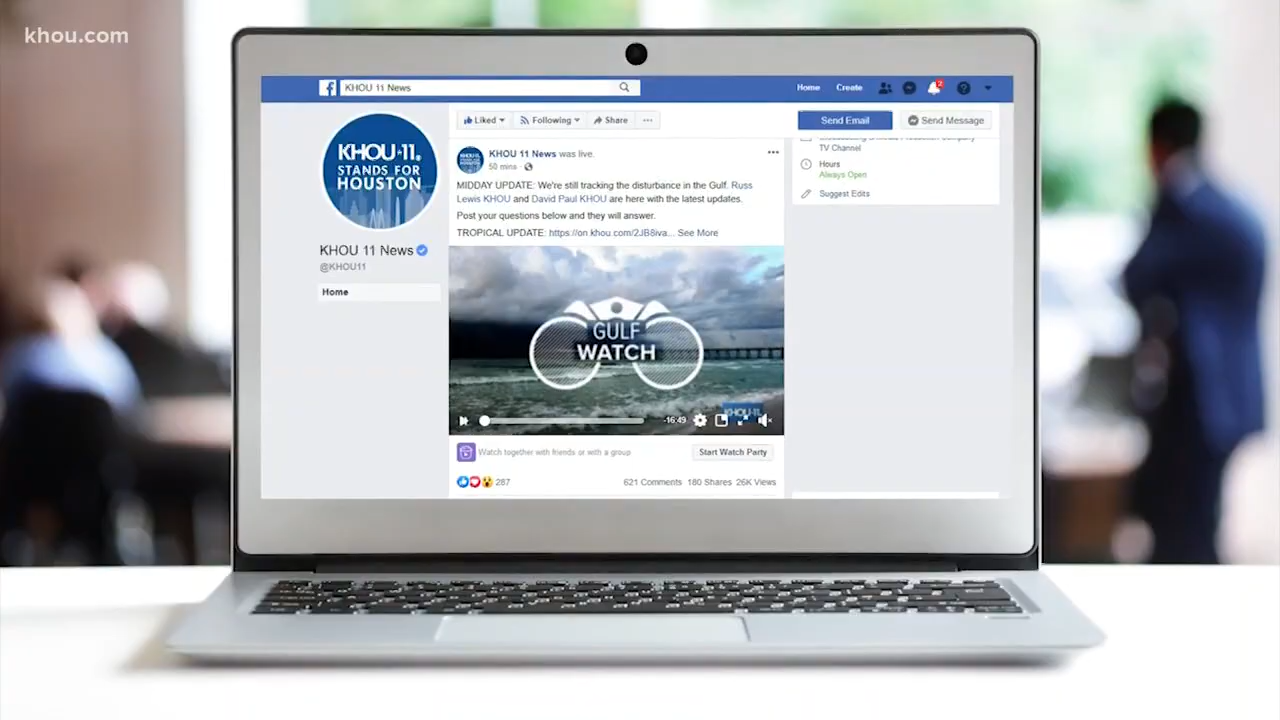 khou.com
KHOU 11 News
Home
Create
2
?
Liked
Following
Share
Send Email
Send Message
KHOU★11.
STANDS FOR
HOUSTON
KHOU 11 News
@KHOU11
Home
KHOU 11 News was live.
50 mins
MIDDAY UPDATE: We're still tracking the disturbance in the Gulf. Russ
Lewis KHOU and David Paul KHOU are here with the latest updates.
Post your questions below and they will answer.
TROPICAL UPDATE: https://on.khou.com/2JB8iva... See More
GULF
WATCH
KHOU★11
-16:49
Watch together with friends or with a group
Start Watch Party
287
621 Comments 180 Shares 26K Views
TV Channel
Hours
Always Open
Suggest Edits